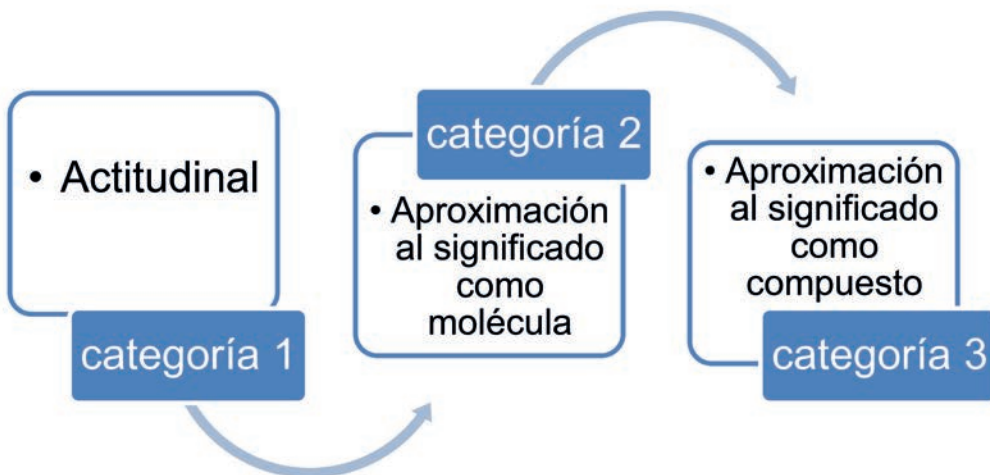 • Actitudinal
categoría 1
categoría 2
• Aproximación
al significado
como
molécula
• Aproximación
al significado
como
compuesto
categoría 3